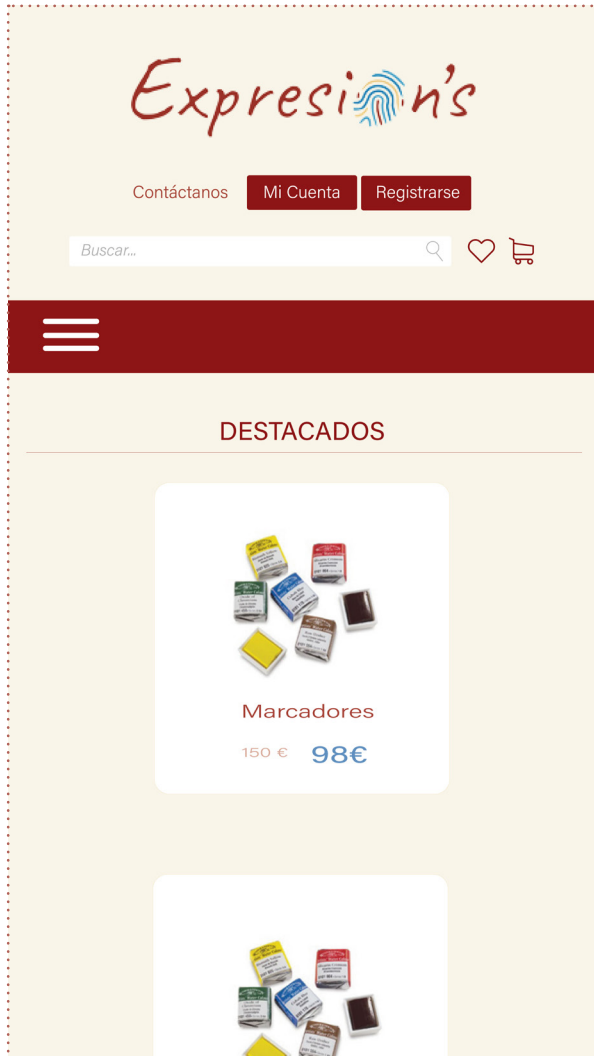 Expresion's
Contáctanos Mi Cuenta Registrarse
Buscar...
DESTACADOS
Marcadores
150 € 98€